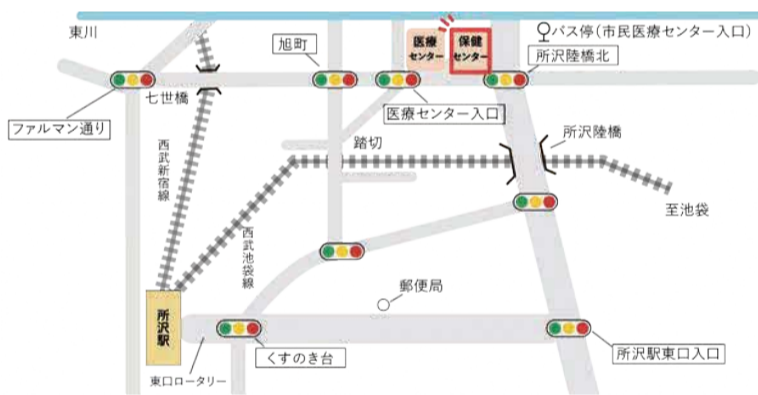 東川
旭町
医療
センター
保健
センター
バス停(市民医療センター入口)
所沢陸橋北
七世橋
ファルマン通り
医療センター入口
踏切
所沢陸橋
西武新宿線
至池袋
西武池袋線
郵便局
所沢駅
くすのき台
所沢駅東口入口
東口ロータリー